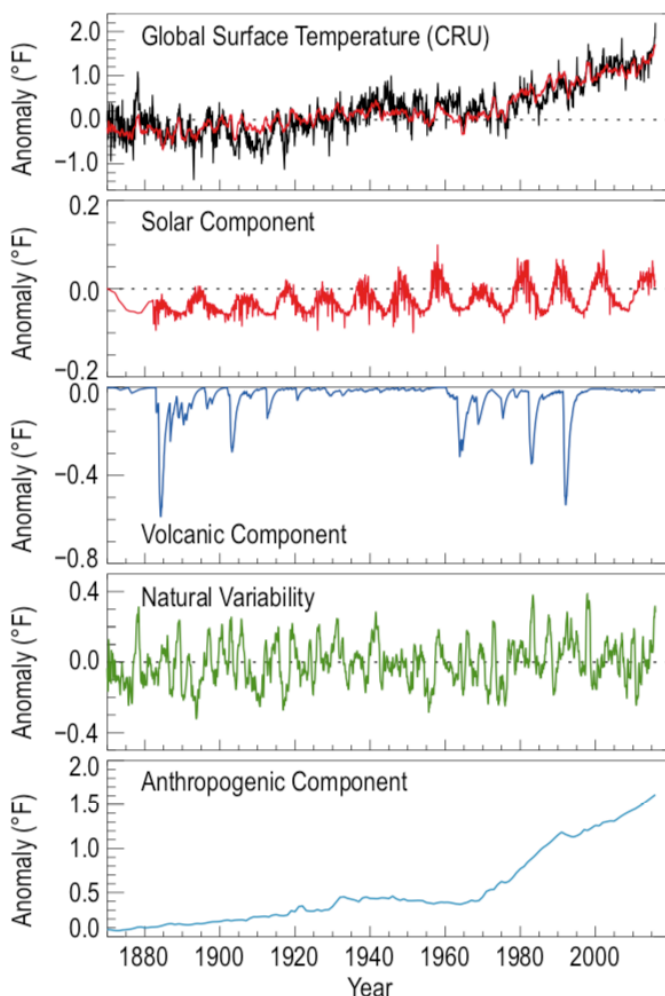 Global Surface Temperature (CRU)
Anomaly (°F)
2.0
1.0
0.0
−1.0
Solar Component
Anomaly (°F)
0.2
0.0
−0.2
Volcanic Component
Anomaly (°F)
0.0
−0.4
−0.8
Natural Variability
Anomaly (°F)
0.4
0.0
−0.4
Anthropogenic Component
Anomaly (°F)
2.0
1.5
1.0
0.5
0.0
1880 1900 1920 1940 1960 1980 2000
Year